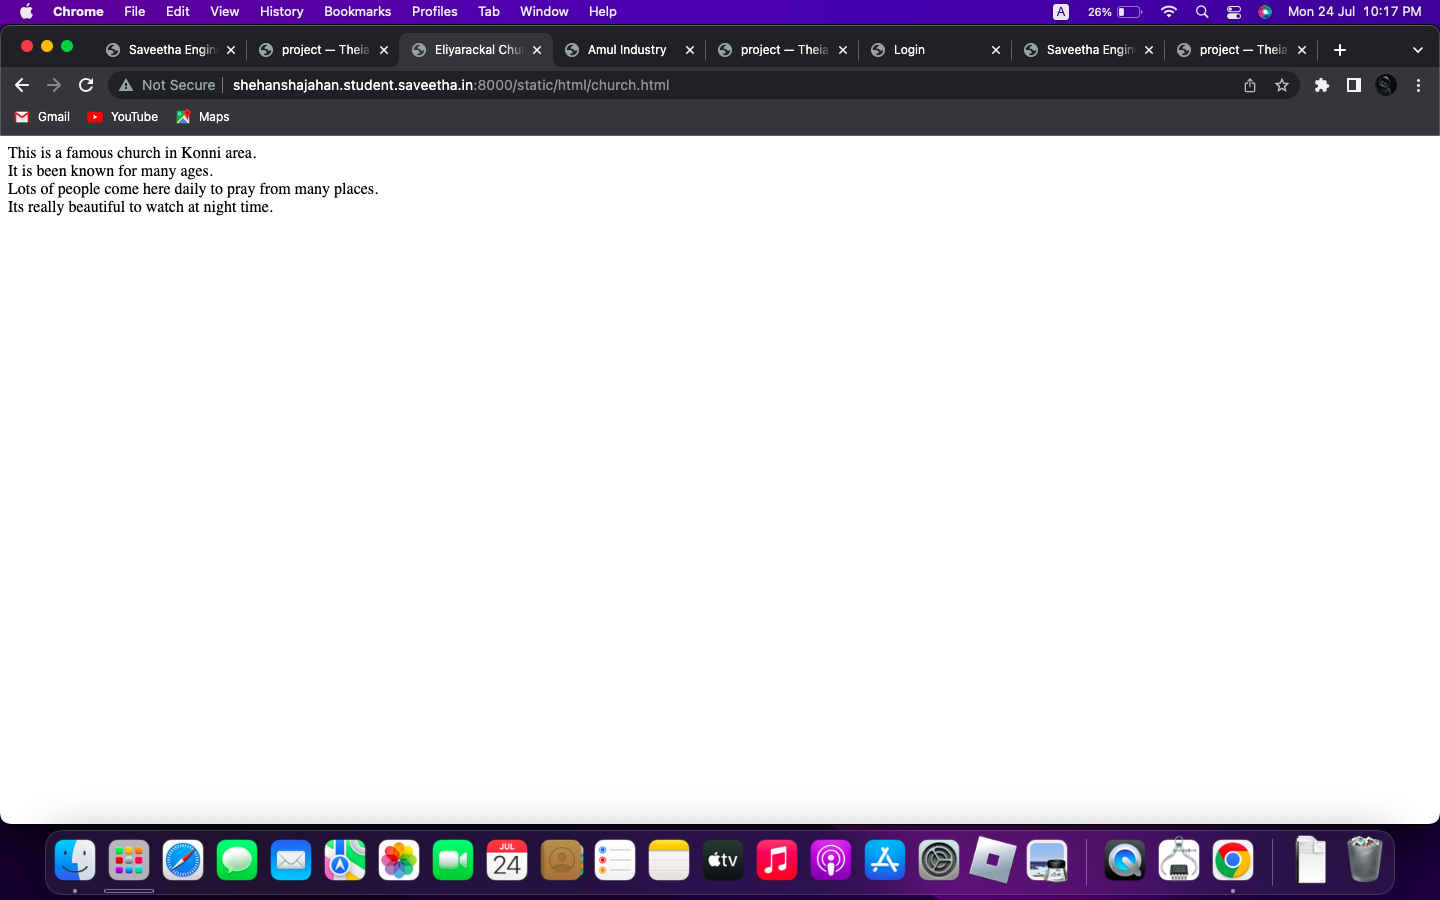 Chrome File Edit View History Bookmarks Profiles Tab Window Help A 26% Mon 24 Jul 10:17 PM
Saveetha Engin project — Theia Eliyarackal Chur Amul Industry project — Theia Login Saveetha Engin project — Theia
Not Secure shehanshajahan.student.saveetha.in:8000/static/html/church.html
Gmail YouTube Maps
This is a famous church in Konni area.
It is been known for many ages.
Lots of people come here daily to pray from many places.
Its really beautiful to watch at night time.
JUL
24
tv